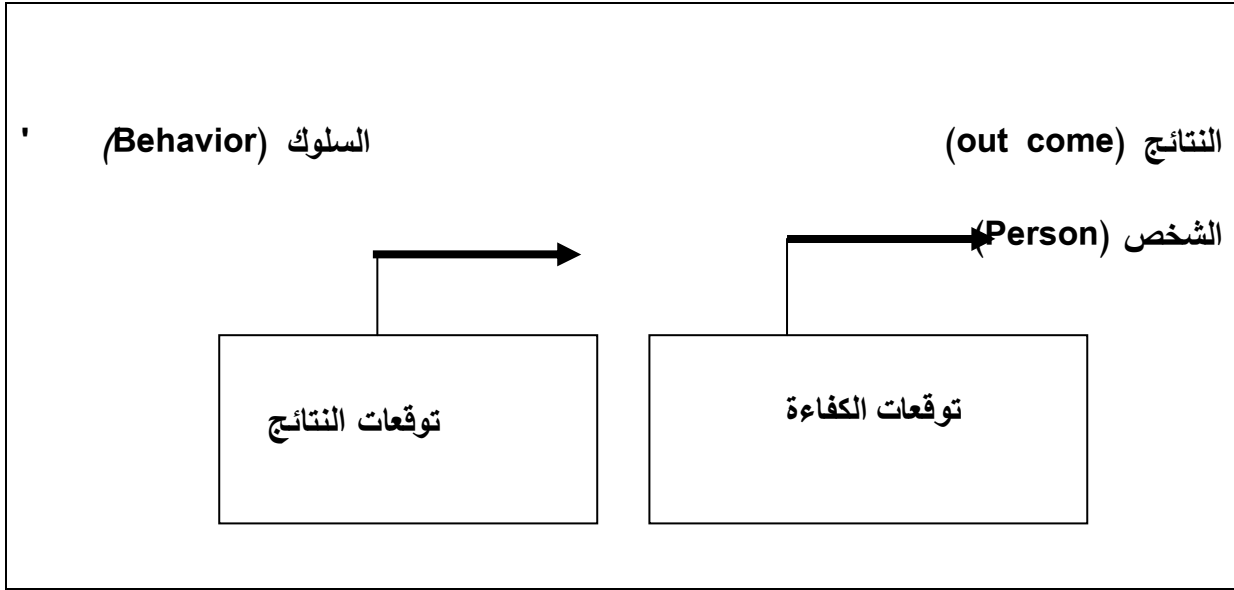 النتائج (out come) السلوك (Behavior) '
الشخص (Person)
توقعات الكفاءة
توقعات النتائج